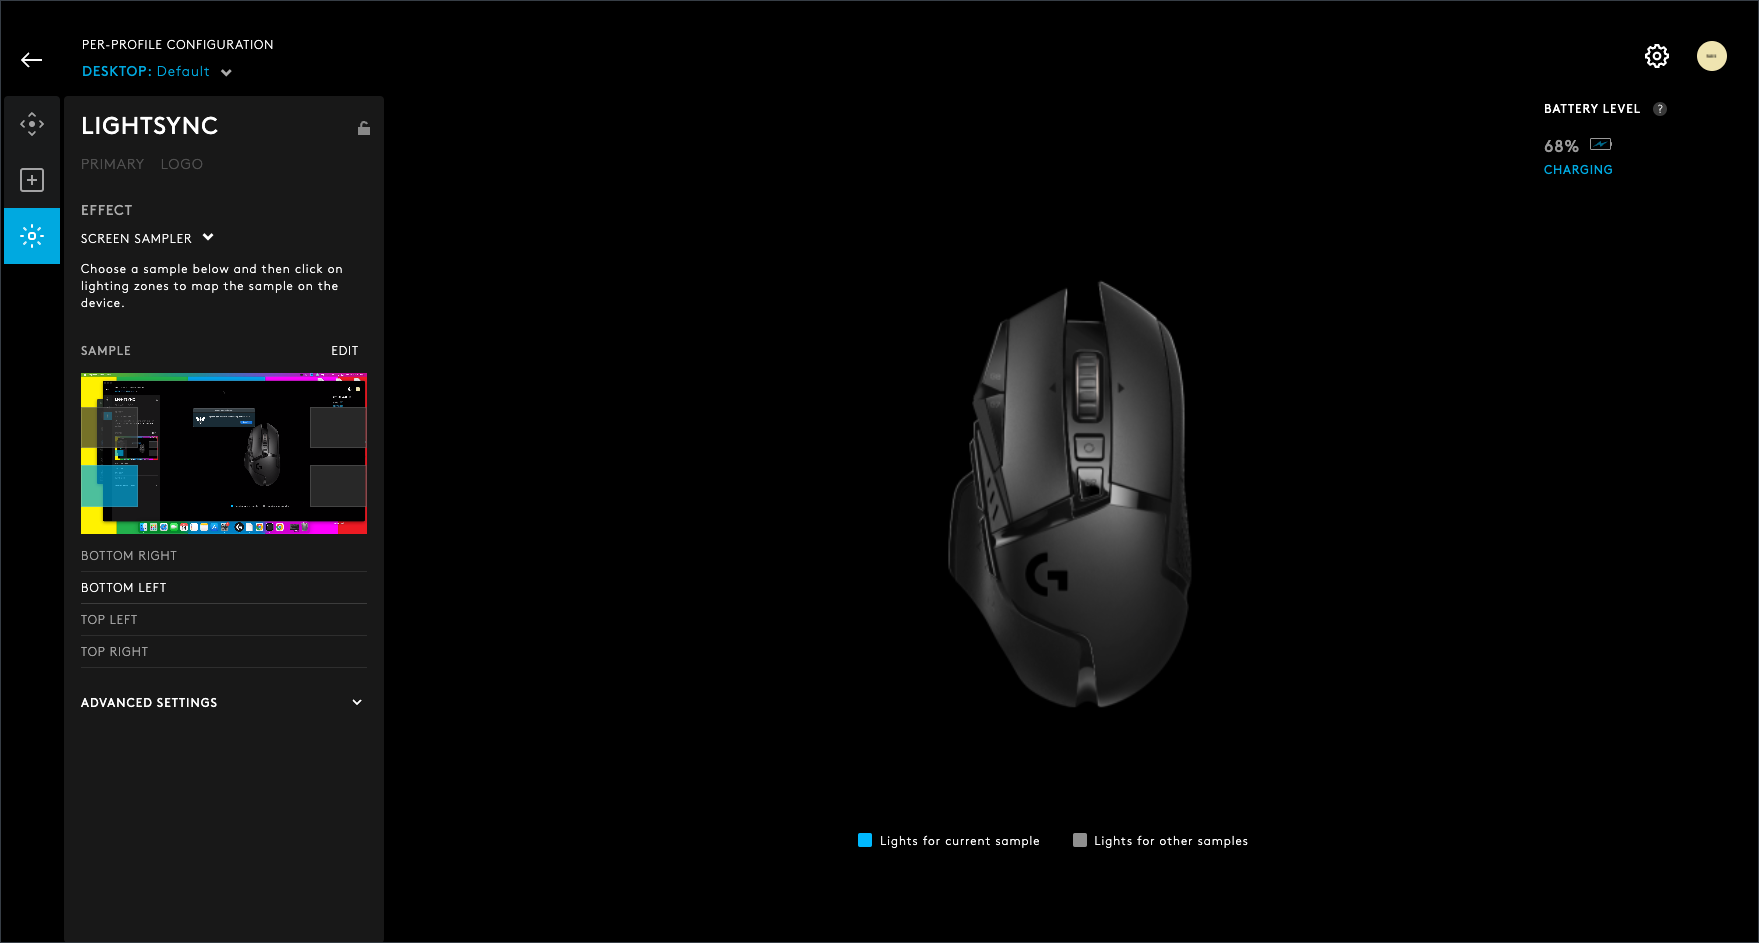 PER-PROFILE CONFIGURATION
DESKTOP: Default
LIGHTSYNC
PRIMARY LOGO
EFFECT
SCREEN SAMPLER
Choose a sample below and then click on
lighting zones to map the sample on the
device.
SAMPLE EDIT
LIGHTSYNC
BOTTOM RIGHT
BOTTOM LEFT
TOP LEFT
TOP RIGHT
ADVANCED SETTINGS
BATTERY LEVEL ?
68%
CHARGING
Lights for current sample Lights for other samples